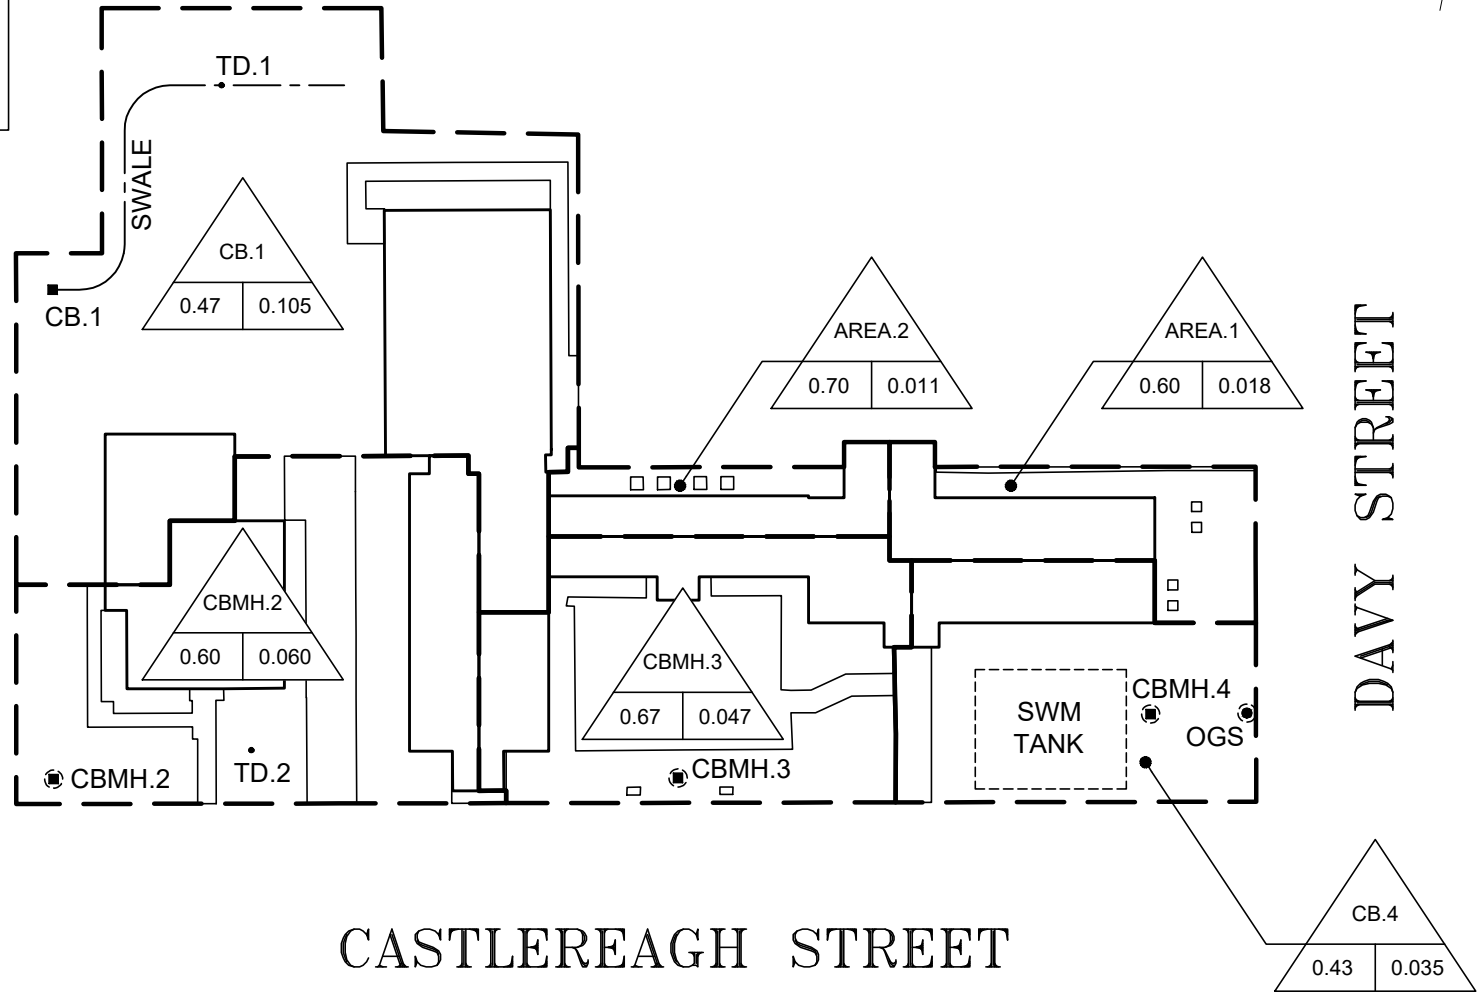 TD.1
SWALE
CB.1
0.47 0.105
CB.1
AREA.2
0.70 0.011
AREA.1
0.60 0.018
DAVY STREET
CBMH.2
0.60 0.060
CBMH.3
0.67 0.047
SWM
TANK
CBMH.4
OGS
CBMH.2
TD.2
CBMH.3
CB.4
0.43 0.035
CASTLEREAGH STREET